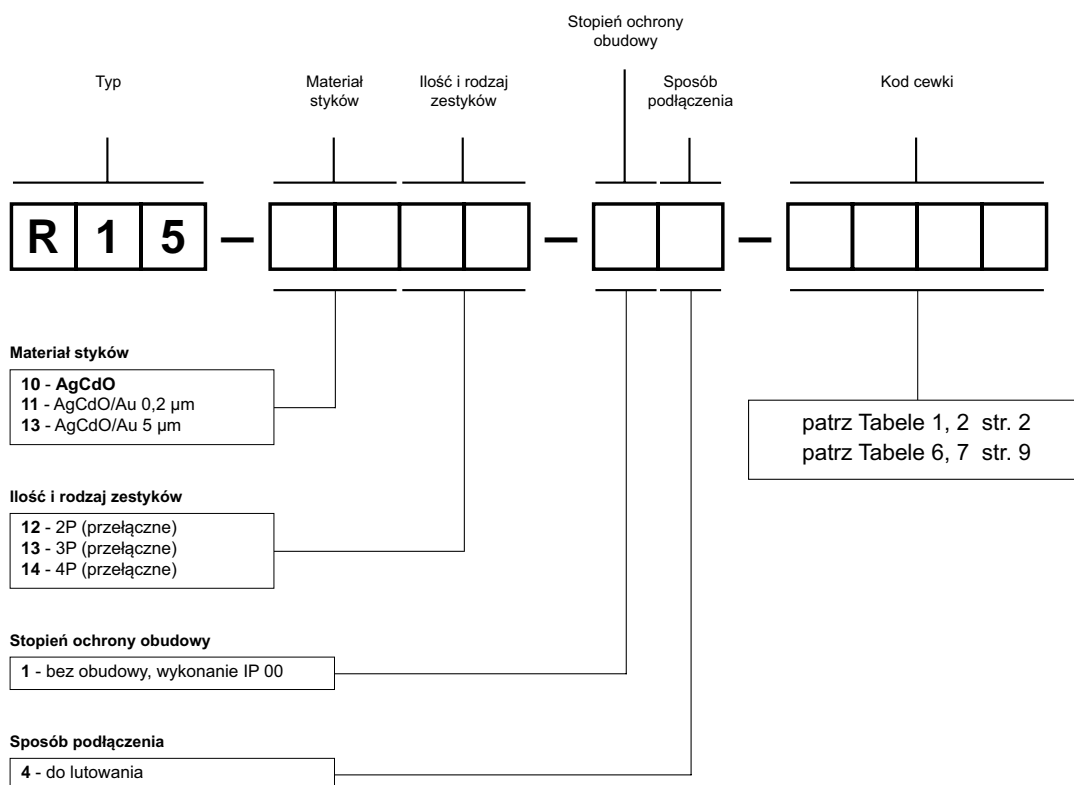 Stopień ochrony
obudowy
Typ
Materiał
styków
Ilość i rodzaj
zestyków
Sposób
podłączenia
Kod cewki
R 1 5 – –  –
Materiał styków
10 - AgCdO
11 - AgCdO/Au 0,2 µm
13 - AgCdO/Au 5 µm
patrz Tabele 1, 2 str. 2
patrz Tabele 6, 7 str. 9
Ilość i rodzaj zestyków
12 - 2P (przełączne)
13 - 3P (przełączne)
14 - 4P (przełączne)
Stopień ochrony obudowy
1 - bez obudowy, wykonanie IP 00
Sposób podłączenia
4 - do lutowania